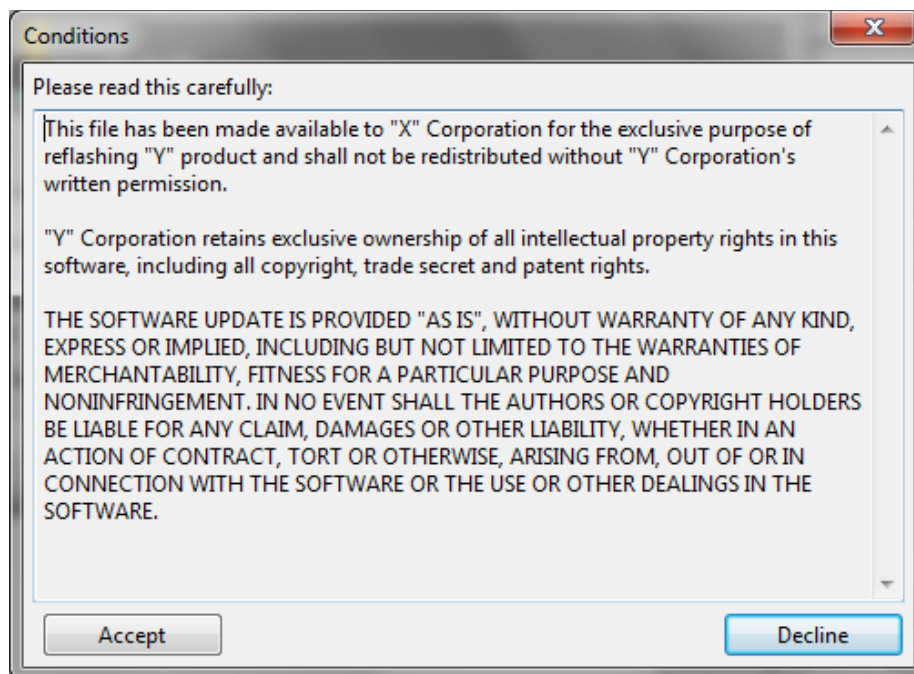 Conditions
Please read this carefully:
This file has been made available to "X" Corporation for the exclusive purpose of
reflashing "Y" product and shall not be redistributed without "Y" Corporation's
written permission.
"Y" Corporation retains exclusive ownership of all intellectual property rights in this
software, including all copyright, trade secret and patent rights.
THE SOFTWARE UPDATE IS PROVIDED "AS IS", WITHOUT WARRANTY OF ANY KIND,
EXPRESS OR IMPLIED, INCLUDING BUT NOT LIMITED TO THE WARRANTIES OF
MERCHANTABILITY, FITNESS FOR A PARTICULAR PURPOSE AND
NONINFRINGEMENT. IN NO EVENT SHALL THE AUTHORS OR COPYRIGHT HOLDERS
BE LIABLE FOR ANY CLAIM, DAMAGES OR OTHER LIABILITY, WHETHER IN AN
ACTION OF CONTRACT, TORT OR OTHERWISE, ARISING FROM, OUT OF OR IN
CONNECTION WITH THE SOFTWARE OR THE USE OR OTHER DEALINGS IN THE
SOFTWARE.
Accept
Decline